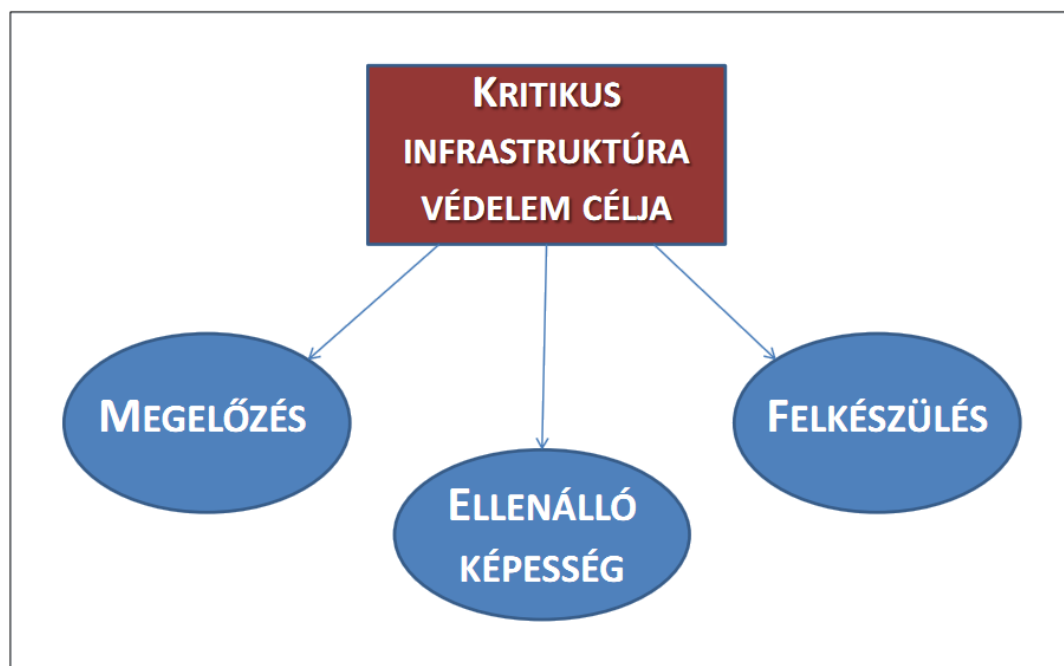 KRITIKUS
INFRASTRUKTÚRA
VÉDELEM CÉLJA
MEGELŐZÉS
FELKÉSZÜLÉS
ELLENÁLLÓ
KÉPESSÉG